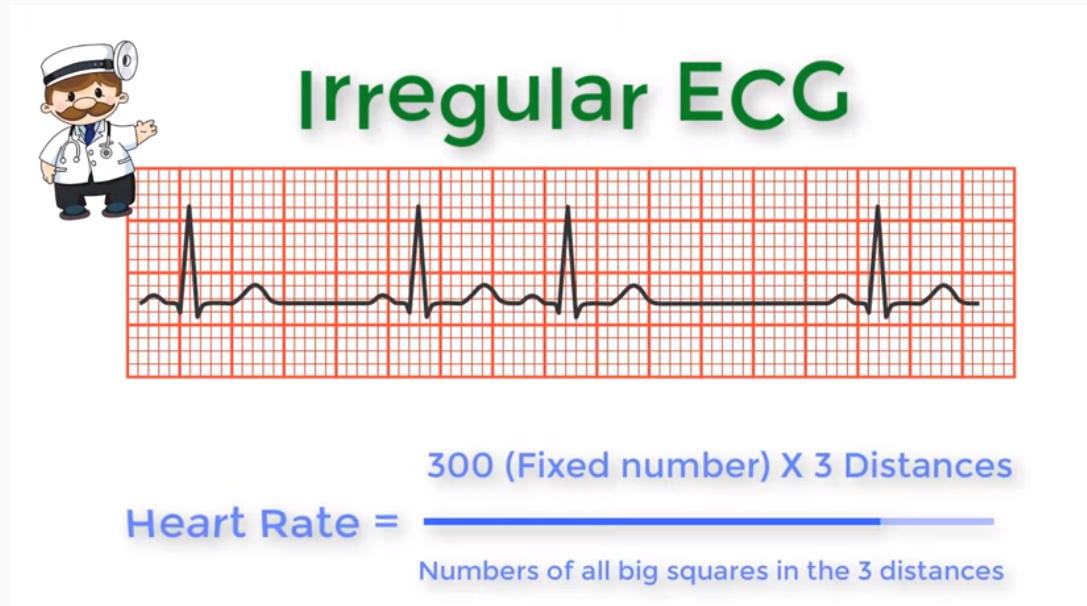 Irregular ECG
300 (Fixed number) X 3 Distances
Heart Rate =
Numbers of all big squares in the 3 distances